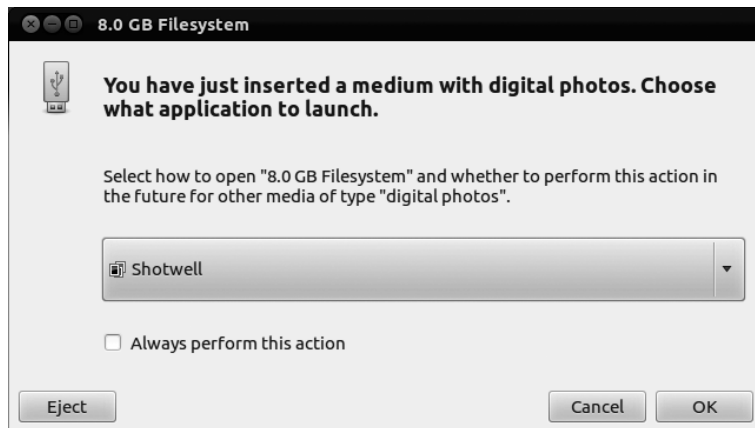 8.0 GB Filesystem
You have just inserted a medium with digital photos. Choose
what application to launch.
Select how to open "8.0 GB Filesystem" and whether to perform this action in
the future for other media of type "digital photos".
Shotwell
Always perform this action
Eject
Cancel
OK